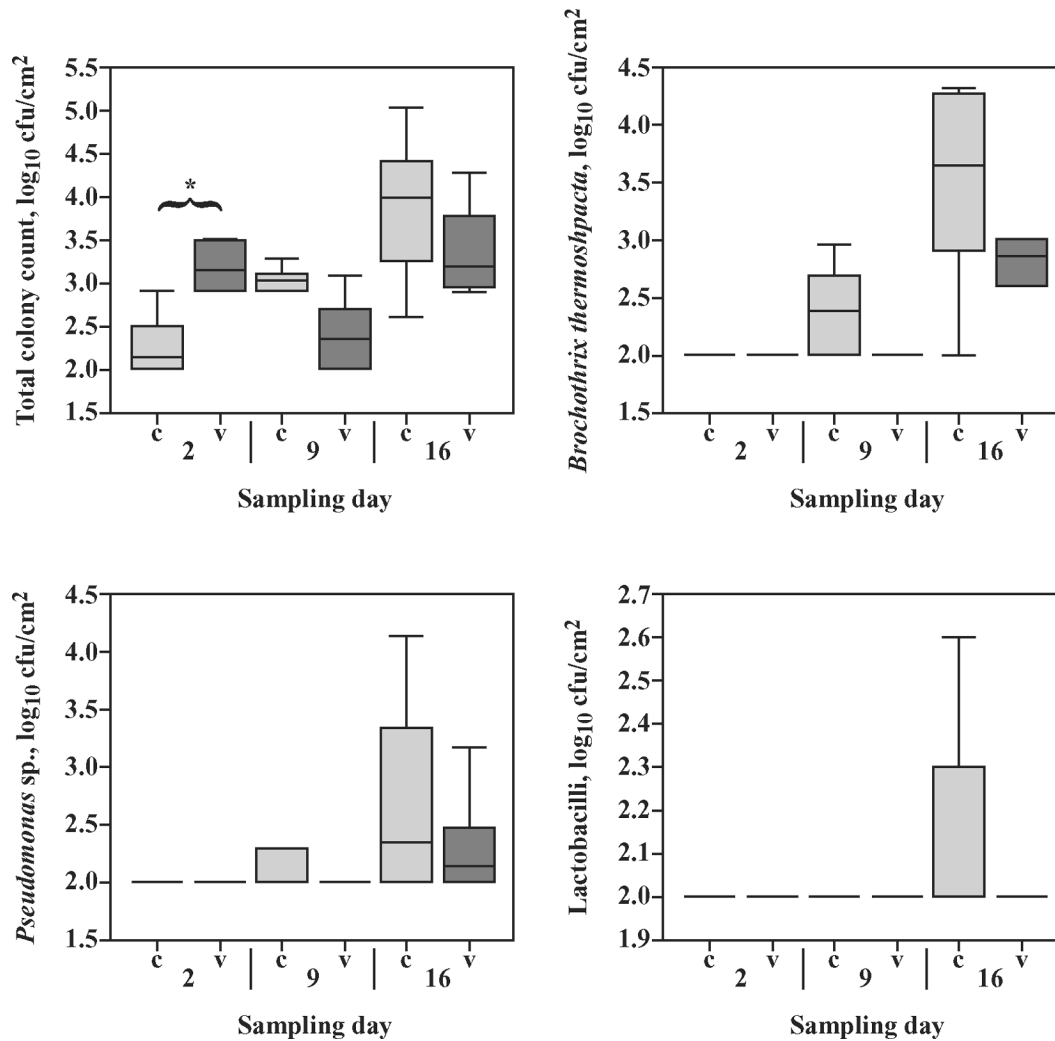 Total colony count, log10 cfu/cm2
5.5
5.0
4.5
4.0
3.5
3.0
2.5
2.0
1.5
*
c v c v c v
2 | 9 | 16
Sampling day
Brochothrix thermoshpacta, log10 cfu/cm2
4.5
4.0
3.5
3.0
2.5
2.0
1.5
c v c v c v
2 | 9 | 16
Sampling day
Pseudomonas sp., log10 cfu/cm2
4.5
4.0
3.5
3.0
2.5
2.0
1.5
c v c v c v
2 | 9 | 16
Sampling day
Lactobacilli, log10 cfu/cm2
2.7
2.6
2.5
2.4
2.3
2.2
2.1
2.0
1.9
c v c v c v
2 | 9 | 16
Sampling day